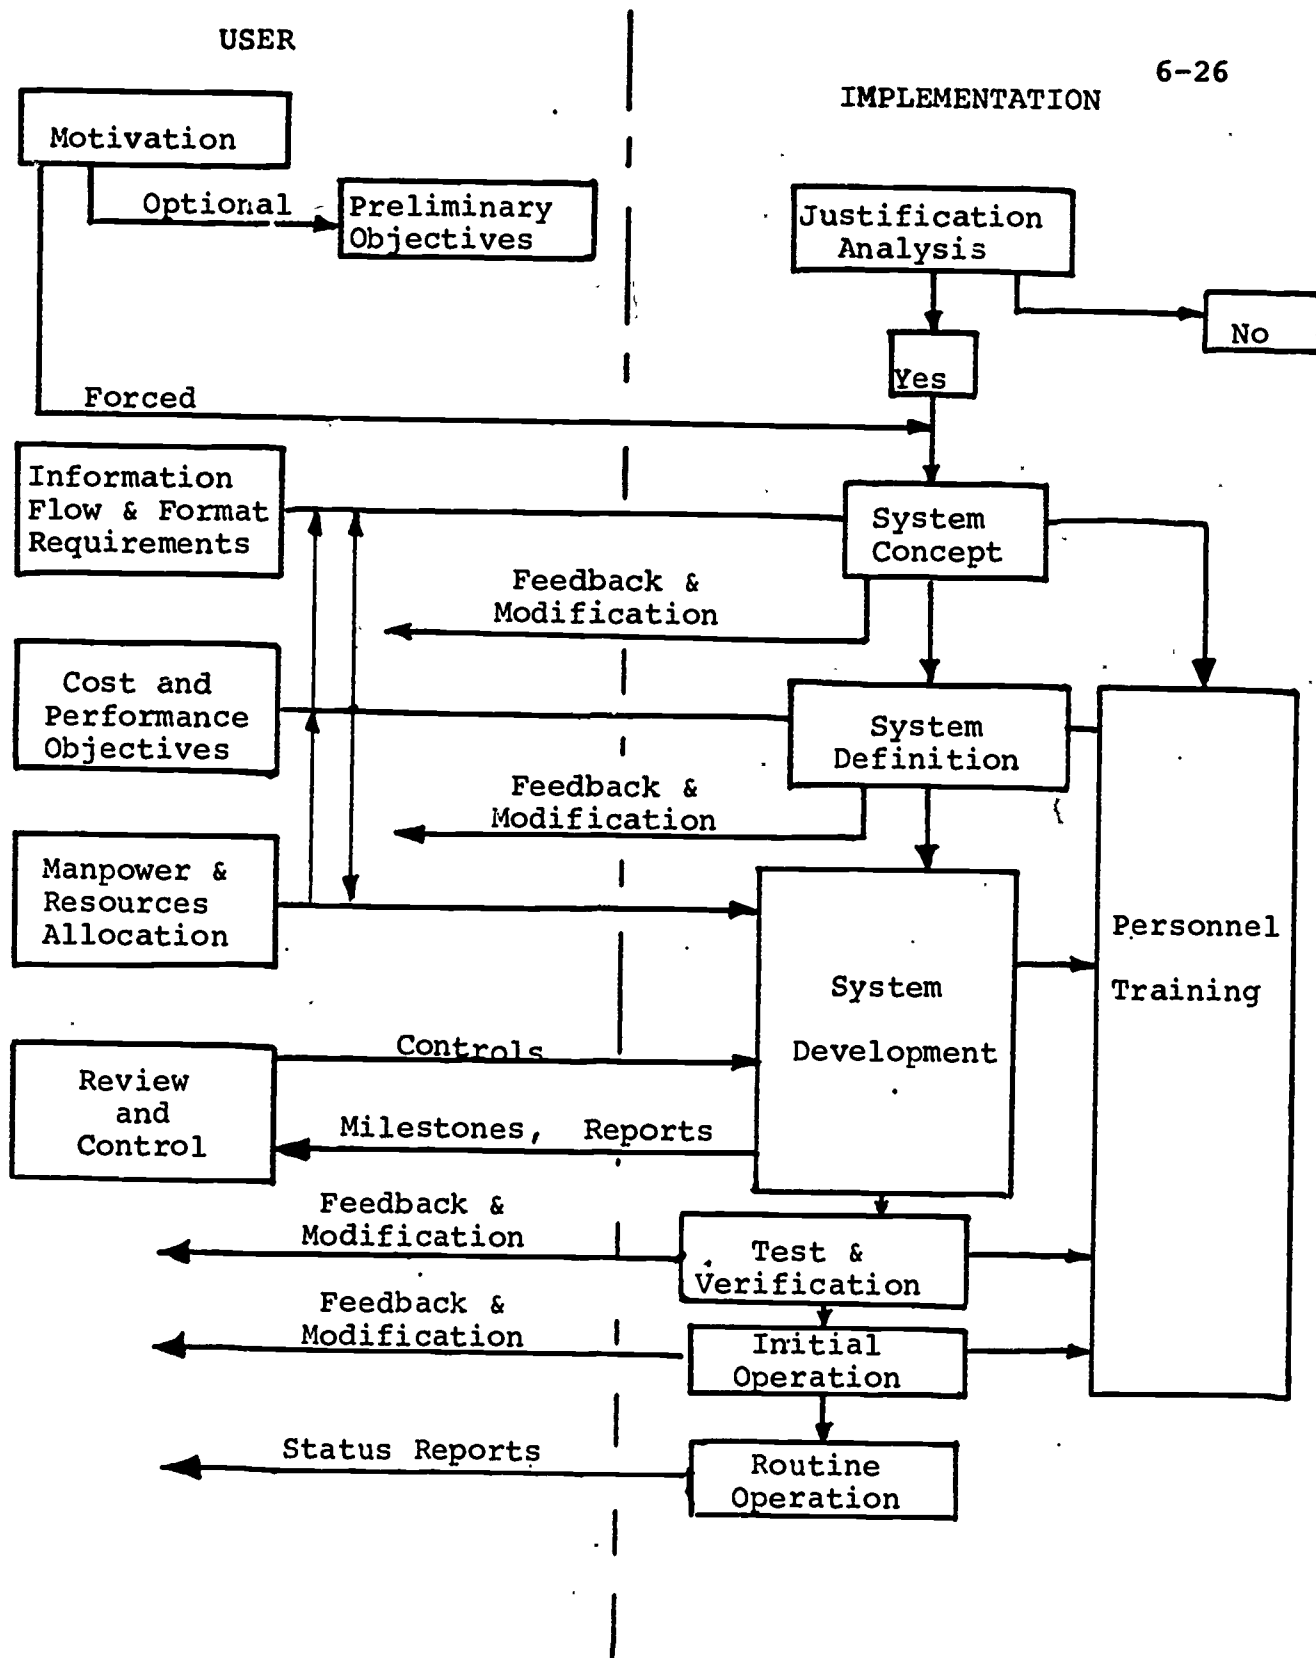 USER
6-26
IMPLEMENTATION
Motivation
Optional
Preliminary
Objectives
Justification
Analysis
No
Yes
Forced
Information
Flow & Format
Requirements
System
Concept
Feedback &
Modification
Cost and
Performance
Objectives
System
Definition
Feedback &
Modification
Manpower &
Resources
Allocation
Personnel
Training
System
Development
Controls
Review
and
Control
Milestones, Reports
Feedback &
Modification
Test &
Verification
Feedback &
Modification
Initial
Operation
Status Reports
Routine
Operation